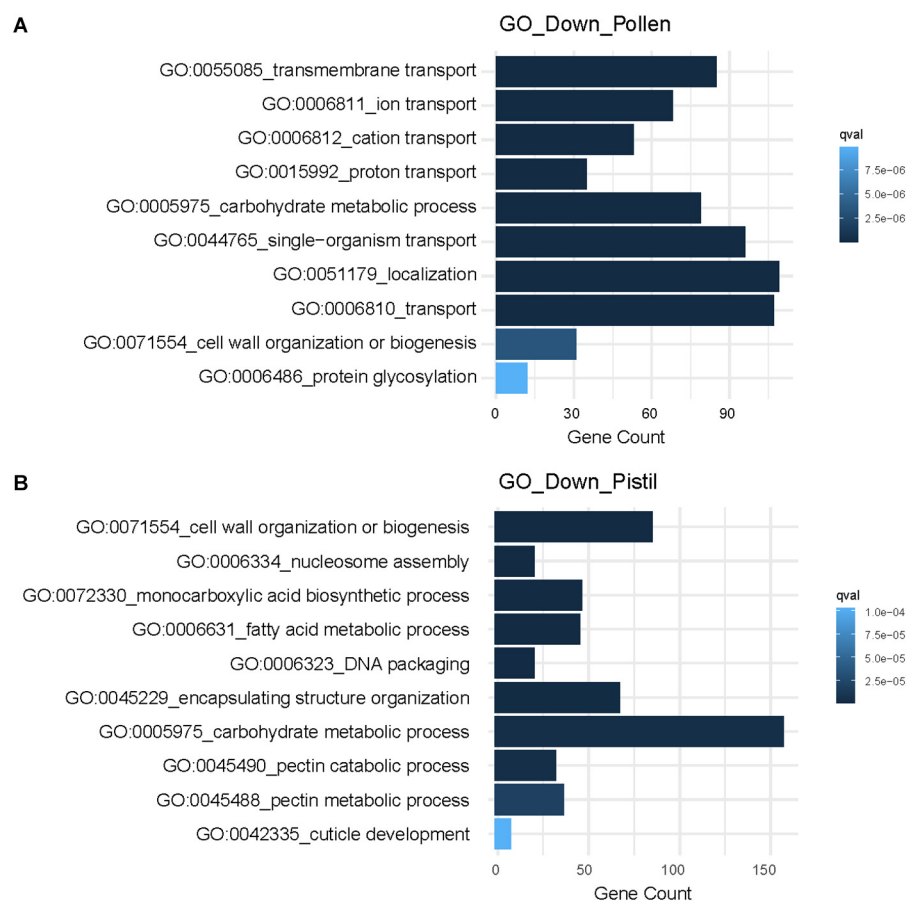 A
GO_Down_Pollen
GO:0055085_transmembrane transport
GO:0006811_ion transport
GO:0006812_cation transport
GO:0015992_proton transport
GO:0005975_carbohydrate metabolic process
GO:0044765_single−organism transport
GO:0051179_localization
GO:0006810_transport
GO:0071554_cell wall organization or biogenesis
GO:0006486_protein glycosylation
0 30 60 90
Gene Count
qval
7.5e−06
5.0e−06
2.5e−06
B
GO_Down_Pistil
GO:0071554_cell wall organization or biogenesis
GO:0006334_nucleosome assembly
GO:0072330_monocarboxylic acid biosynthetic process
GO:0006631_fatty acid metabolic process
GO:0006323_DNA packaging
GO:0045229_encapsulating structure organization
GO:0005975_carbohydrate metabolic process
GO:0045490_pectin catabolic process
GO:0045488_pectin metabolic process
GO:0042335_cuticle development
0 50 100 150
Gene Count
qval
1.0e−04
7.5e−05
5.0e−05
2.5e−05